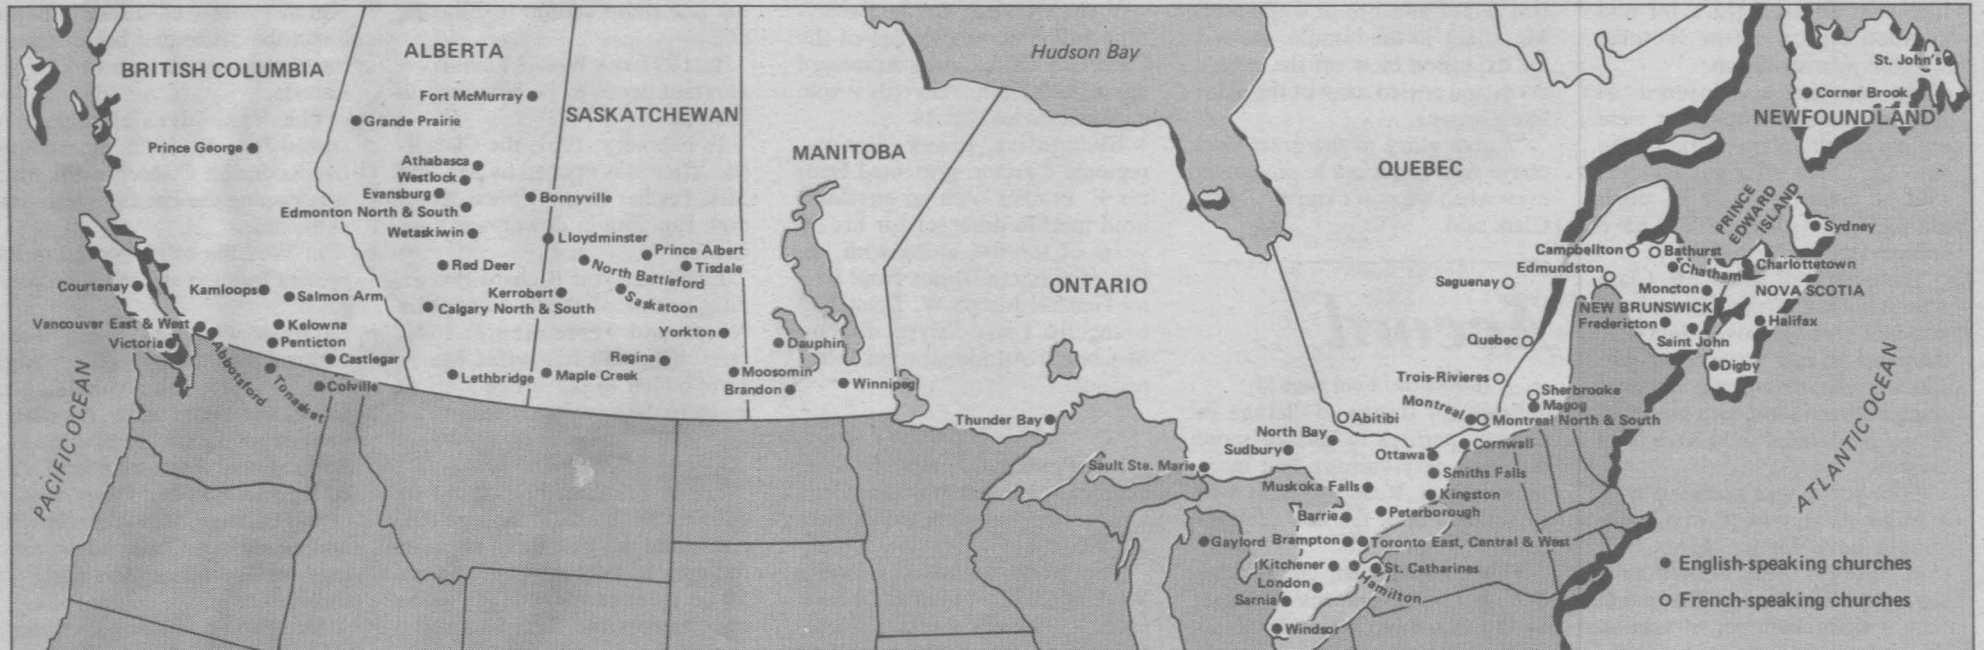 BRITISH COLUMBIA
Prince George
Courtenay
Kamloops
Salmon Arm
Vancouver East & West
Kelowna
Victoria
Penticton
Castlegar
Abbotsford
Tonasket
Colville
PACIFIC OCEAN
ALBERTA
Fort McMurray
Grande Prairie
Athabasca
Westlock
Evansburg
Bonnyville
Edmonton North & South
Wetaskiwin
Red Deer
Calgary North & South
Lethbridge
SASKATCHEWAN
Lloydminster
Prince Albert
North Battleford
Tisdale
Kerrobert
Saskatoon
Yorkton
Regina
Maple Creek
Moosomin
MANITOBA
Dauphin
Brandon
Winnipeg
Hudson Bay
ONTARIO
Thunder Bay
Sault Ste. Marie
North Bay
Sudbury
Ottawa
Cornwall
Smiths Falls
Muskoka Falls
Kingston
Barrie
Peterborough
Gaylord
Brampton
Toronto East, Central & West
Kitchener
St. Catharines
Hamilton
London
Sarnia
Windsor
QUEBEC
Saguenay
Quebec
Trois-Rivieres
Sherbrooke
Magog
Abitibi
Montreal
Montreal North & South
St. John's
Corner Brook
NEWFOUNDLAND
PRINCE
EDWARD
ISLAND
Sydney
Campbellton
Bathurst
Edmundston
Chatham
Charlottetown
Moncton
NOVA SCOTIA
NEW BRUNSWICK
Fredericton
Halifax
Saint John
Digby
ATLANTIC OCEAN
English-speaking churches
French-speaking churches